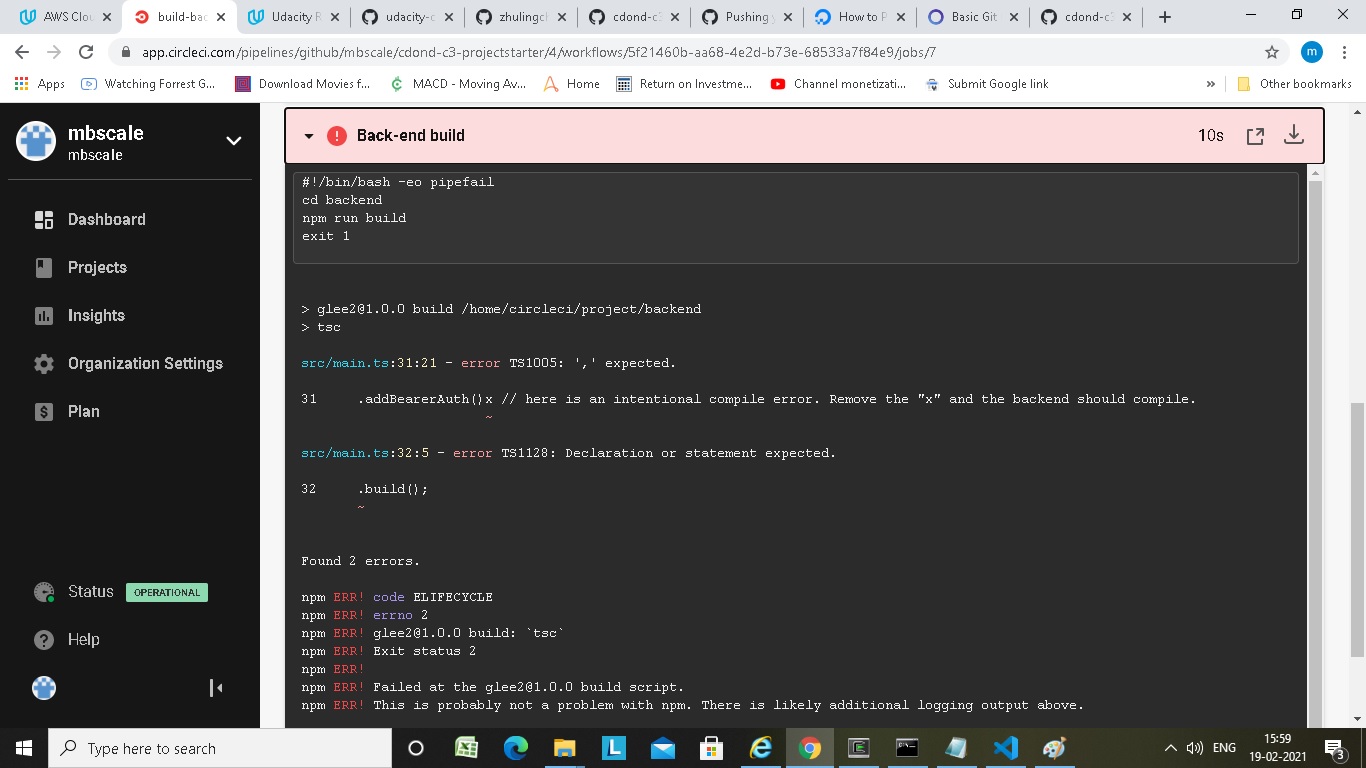 AWS Clou
build-bac
Udacity R
udacity-c
zhulingch
cdond-c3
Pushing y
How to P
Basic Git
cdond-c3
app.circleci.com/pipelines/github/mbscale/cdond-c3-projectstarter/4/workflows/5f21460b-aa68-4e2d-b73e-68533a7f84e9/jobs/7
m
Apps
Watching Forrest G...
Download Movies f...
MACD - Moving Av...
Home
Return on Investme...
Channel monetizati...
Submit Google link
»
Other bookmarks
mbscale
mbscale
Dashboard
Projects
Insights
Organization Settings
Plan
Status OPERATIONAL
Help
Back-end build
10s
#!/bin/bash -eo pipefail
cd backend
npm run build
exit 1
> glee2@1.0.0 build /home/circleci/project/backend
> tsc
src/main.ts:31:21 - error TS1005: ',' expected.
31 .addBearerAuth()x // here is an intentional compile error. Remove the "x" and the backend should compile.
~
src/main.ts:32:5 - error TS1128: Declaration or statement expected.
32 .build();
~
Found 2 errors.
npm ERR! code ELIFECYCLE
npm ERR! errno 2
npm ERR! glee2@1.0.0 build: `tsc`
npm ERR! Exit status 2
npm ERR!
npm ERR! Failed at the glee2@1.0.0 build script.
npm ERR! This is probably not a problem with npm. There is likely additional logging output above.
Type here to search
L
ENG
15:59
19-02-2021
3